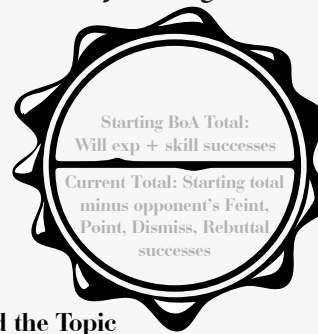 Starting BoA Total:
Will exp + skill successes
Current Total: Starting total
minus opponent's Feint,
Point, Dismiss, Rebuttal
successes
d the Topic